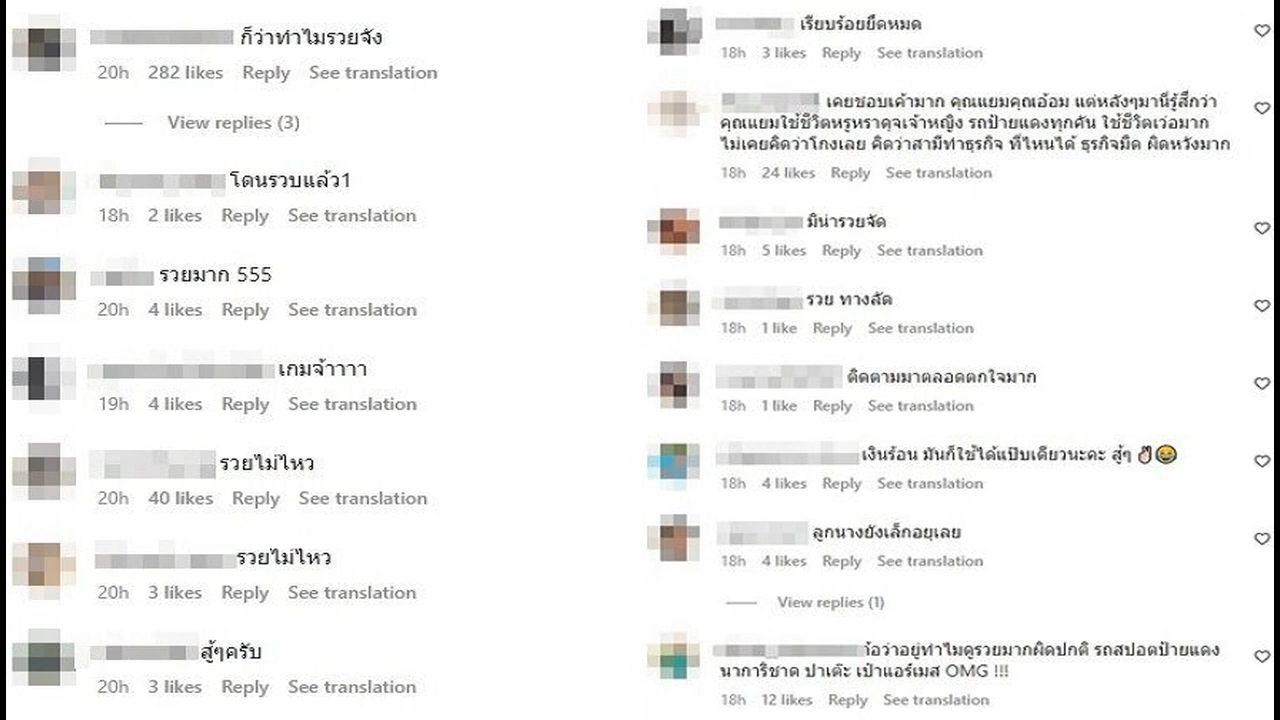 ก็ว่าทำไมรวยจัง
20h 282 likes Reply See translation
View replies (3)
โดนรวบแล้ว1
18h 2 likes Reply See translation
รวยมาก 555
20h 4 likes Reply See translation
เกมจ้าาาา
19h 4 likes Reply See translation
รวยไม่ไหว
20h 40 likes Reply See translation
รวยไม่ไหว
20h 3 likes Reply See translation
สู้ๆครับ
20h 3 likes Reply See translation
เรียบร้อยยึดหมด
18h 3 likes Reply See translation
เคยชอบเค้ามาก คุณแยมคุณอ้อม แต่หลังๆมานี้รู้สึกว่า
คุณแยมใช้ชีวิตหรูหราดุจเจ้าหญิง รถป้ายแดงทุกคัน ใช้ชีวิตเว่อมาก
ไม่เคยคิดว่าโกงเลย คิดว่าสามีทำธุรกิจ ที่ไหนได้ ธุรกิจมืด ผิดหวังมาก
18h 24 likes Reply See translation
มิน่ารวยจัด
18h 5 likes Reply See translation
รวย ทางลัด
18h 1 like Reply See translation
ติดตามมาตลอดตกใจมาก
18h 1 like Reply See translation
เงินร้อน มันก็ใช้ได้แป๊บเดียวนะคะ สู้ๆ ✌🏻😂
18h 4 likes Reply See translation
ลูกนางยังเล็กอยุเลย
18h 4 likes Reply See translation
View replies (1)
ก้อว่าอยู่ทำไมดูรวยมากผิดปกติ รถสปอตป้ายแดง
นาการิชาด ปาเต๊ะ เป๋าแอร์เมส OMG !!!
18h 12 likes Reply See translation